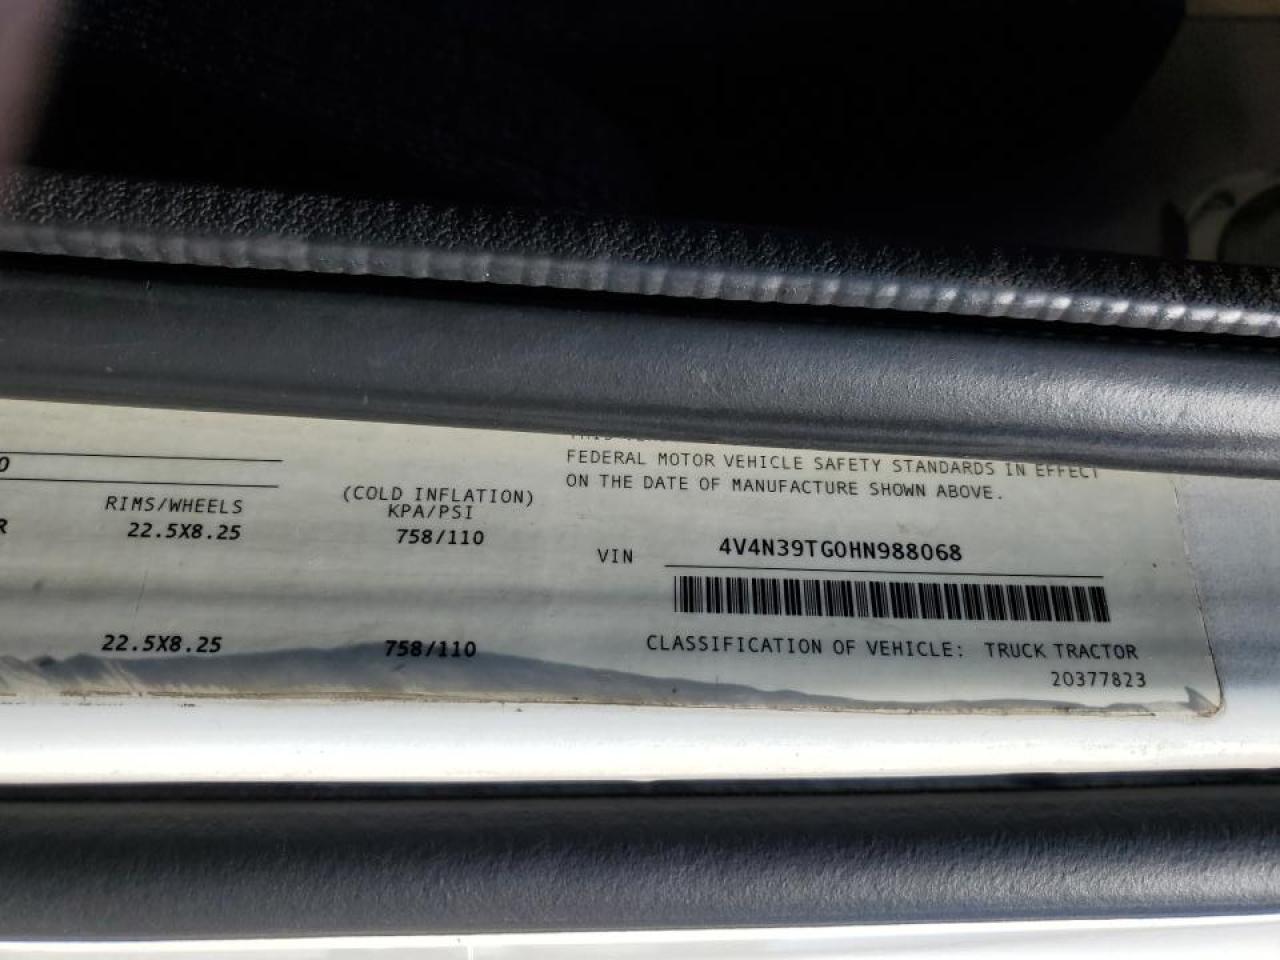 0
RIMS/WHEELS
(COLD INFLATION)
KPA/PSI
R
22.5X8.25
758/110
22.5X8.25
758/110
FEDERAL MOTOR VEHICLE SAFETY STANDARDS IN EFFECT
ON THE DATE OF MANUFACTURE SHOWN ABOVE.
VIN 4V4N39TG0HN988068
CLASSIFICATION OF VEHICLE: TRUCK TRACTOR
20377823